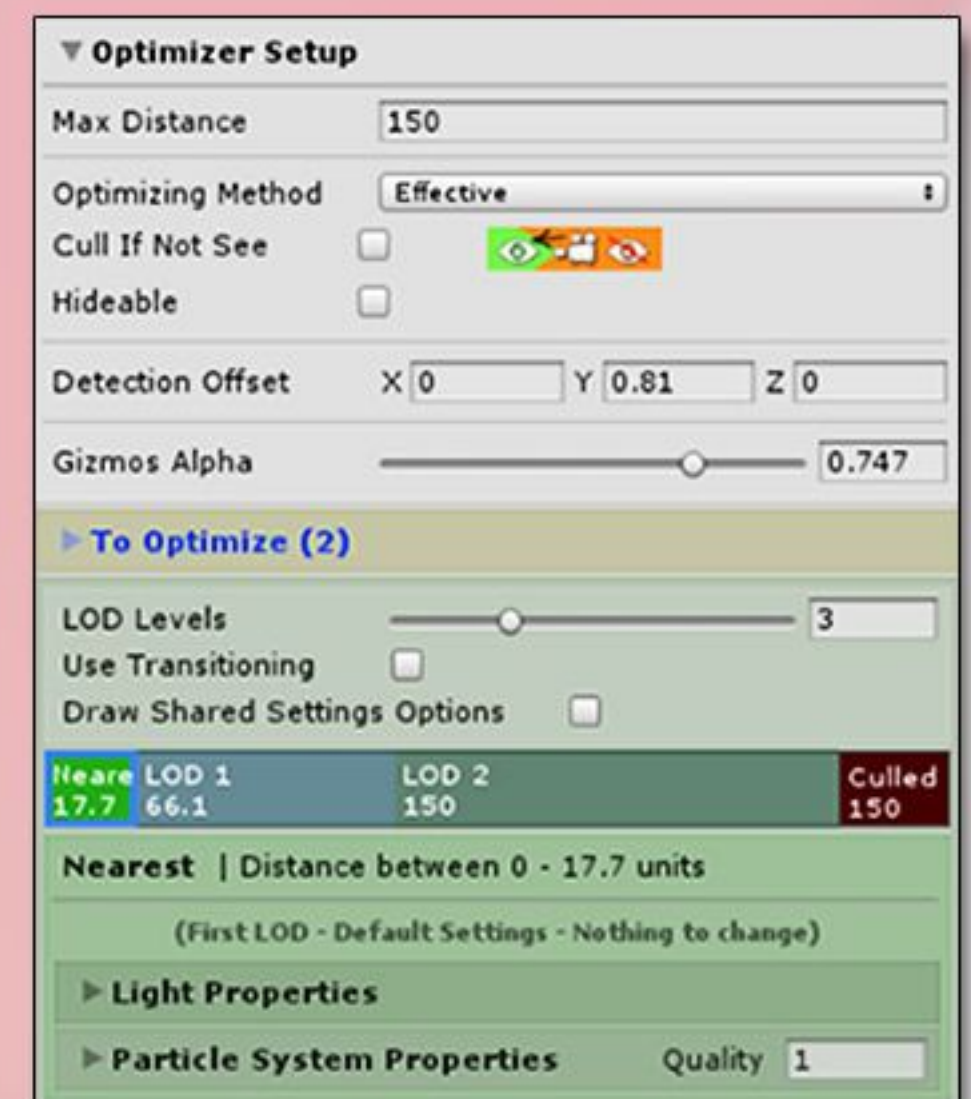 Optimizer Setup
Max Distance 150
Optimizing Method Effective
Cull If Not See
Hideable
Detection Offset X 0 Y 0.81 Z 0
Gizmos Alpha 0.747
To Optimize (2)
LOD Levels 3
Use Transitioning
Draw Shared Settings Options
Neare LOD 1 LOD 2 Culled
17.7 66.1 150 150
Nearest | Distance between 0 - 17.7 units
(First LOD - Default Settings - Nothing to change)
Light Properties
Particle System Properties Quality 1